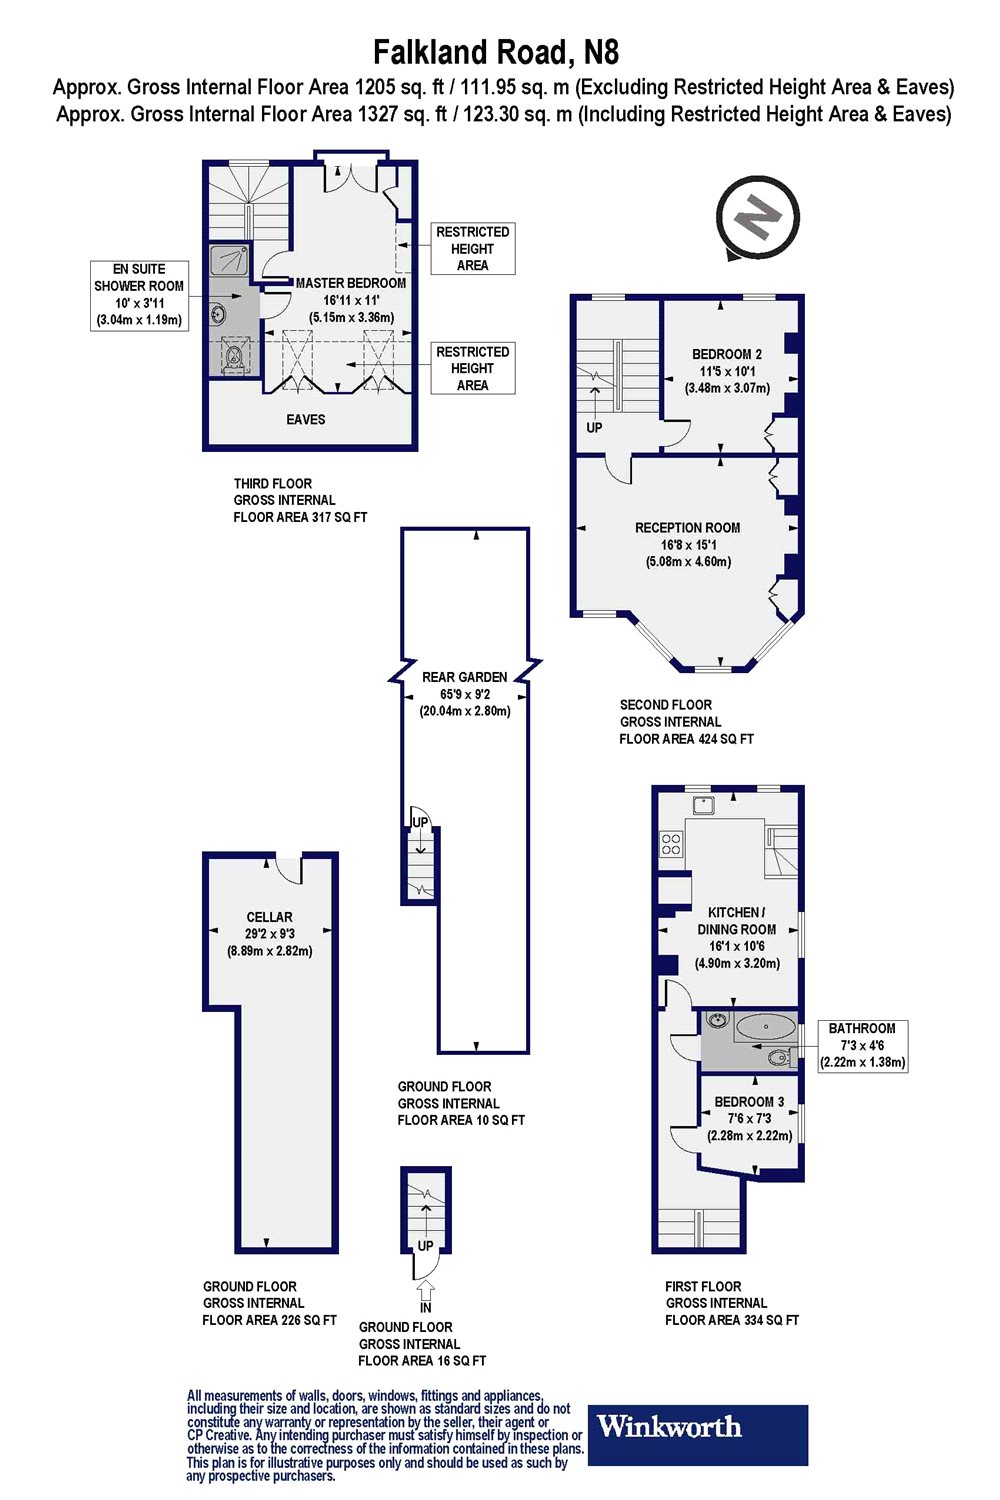 Falkland Road, N8
Approx. Gross Internal Floor Area 1205 sq. ft / 111.95 sq. m (Excluding Restricted Height Area & Eaves)
Approx. Gross Internal Floor Area 1327 sq. ft / 123.30 sq. m (Including Restricted Height Area & Eaves)
N
EN SUITE
SHOWER ROOM
10' x 3'11
(3.04m x 1.19m)
MASTER BEDROOM
16'11 x 11'
(5.15m x 3.36m)
RESTRICTED
HEIGHT
AREA
RESTRICTED
HEIGHT
AREA
EAVES
THIRD FLOOR
GROSS INTERNAL
FLOOR AREA 317 SQ FT
BEDROOM 2
11'5 x 10'1
(3.48m x 3.07m)
UP
RECEPTION ROOM
16'8 x 15'1
(5.08m x 4.60m)
SECOND FLOOR
GROSS INTERNAL
FLOOR AREA 424 SQ FT
REAR GARDEN
65'9 x 9'2
(20.04m x 2.80m)
UP
GROUND FLOOR
GROSS INTERNAL
FLOOR AREA 10 SQ FT
CELLAR
29'2 x 9'3
(8.89m x 2.82m)
GROUND FLOOR
GROSS INTERNAL
FLOOR AREA 226 SQ FT
UP
IN
GROUND FLOOR
GROSS INTERNAL
FLOOR AREA 16 SQ FT
KITCHEN /
DINING ROOM
16'1 x 10'6
(4.90m x 3.20m)
BATHROOM
7'3 x 4'6
(2.22m x 1.38m)
BEDROOM 3
7'6 x 7'3
(2.28m x 2.22m)
FIRST FLOOR
GROSS INTERNAL
FLOOR AREA 334 SQ FT
All measurements of walls, doors, windows, fittings and appliances,
including their size and location, are shown as standard sizes and do not
constitute any warranty or representation by the seller, their agent or
CP Creative. Any intending purchaser must satisfy himself by inspection or
otherwise as to the correctness of the information contained in these plans.
This plan is for illustrative purposes only and should be used as such by
any prospective purchasers.
Winkworth